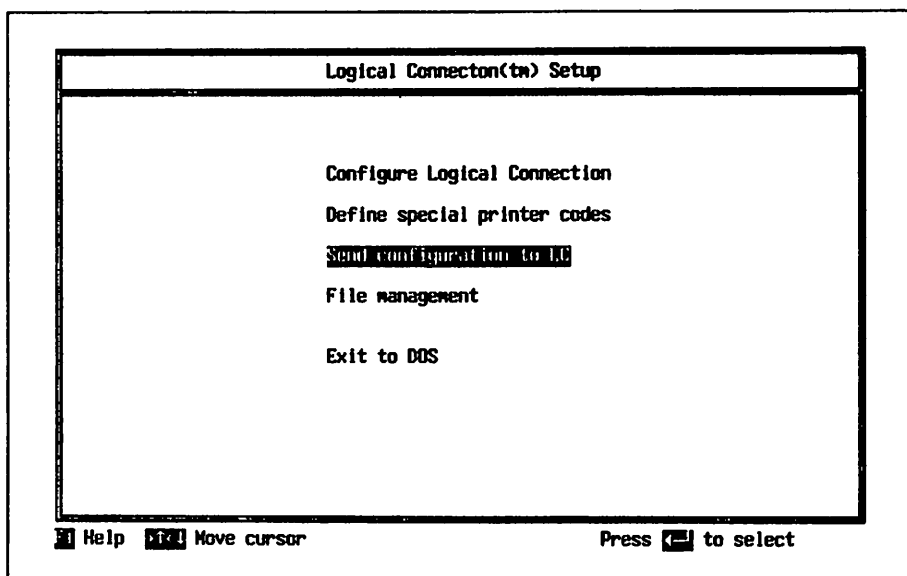 Logical Connecton(tm) Setup
Configure Logical Connection
Define special printer codes
Send configuration to LC
File management
Exit to DOS
Help Move cursor Press to select